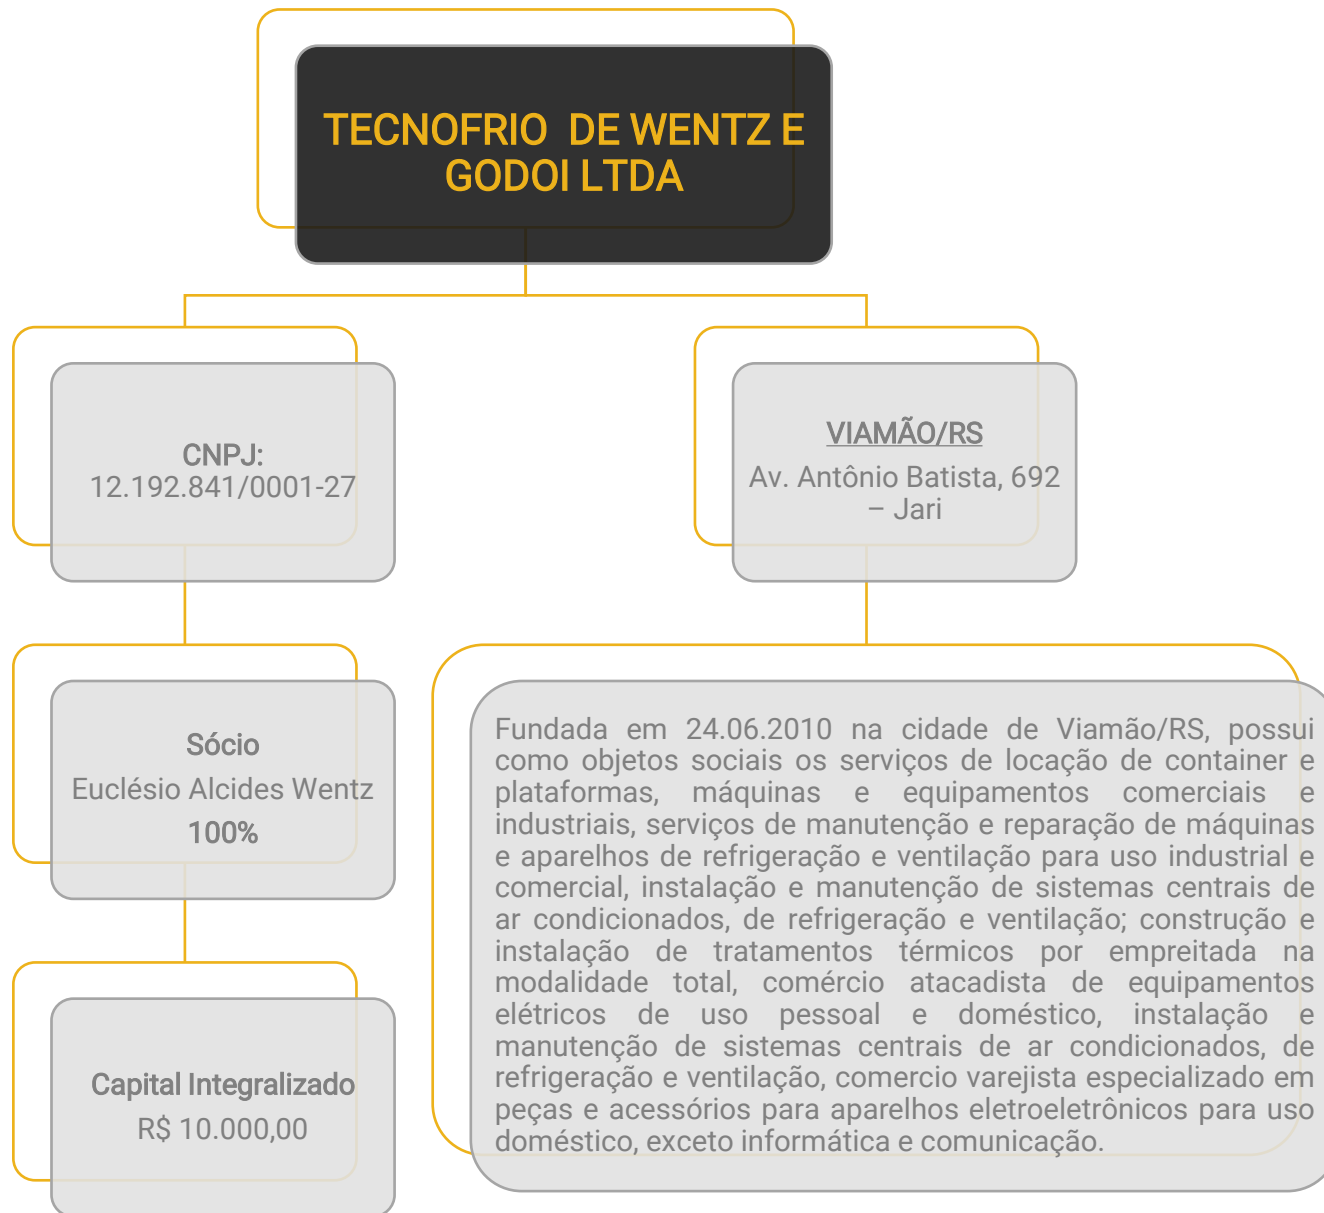 TECNOFRIO DE WENTZ E
GODOI LTDA
CNPJ:
12.192.841/0001-27
VIAMÃO/RS
Av. Antônio Batista, 692
– Jari
Sócio
Euclésio Alcides Wentz
100%
Capital Integralizado
R$ 10.000,00
Fundada em 24.06.2010 na cidade de Viamão/RS, possui
como objetos sociais os serviços de locação de container e
plataformas, máquinas e equipamentos comerciais e
industriais, serviços de manutenção e reparação de máquinas
e aparelhos de refrigeração e ventilação para uso industrial e
comercial, instalação e manutenção de sistemas centrais de
ar condicionados, de refrigeração e ventilação; construção e
instalação de tratamentos térmicos por empreitada na
modalidade total, comércio atacadista de equipamentos
elétricos de uso pessoal e doméstico, instalação e
manutenção de sistemas centrais de ar condicionados, de
refrigeração e ventilação, comercio varejista especializado em
peças e acessórios para aparelhos eletroeletrônicos para uso
doméstico, exceto informática e comunicação.